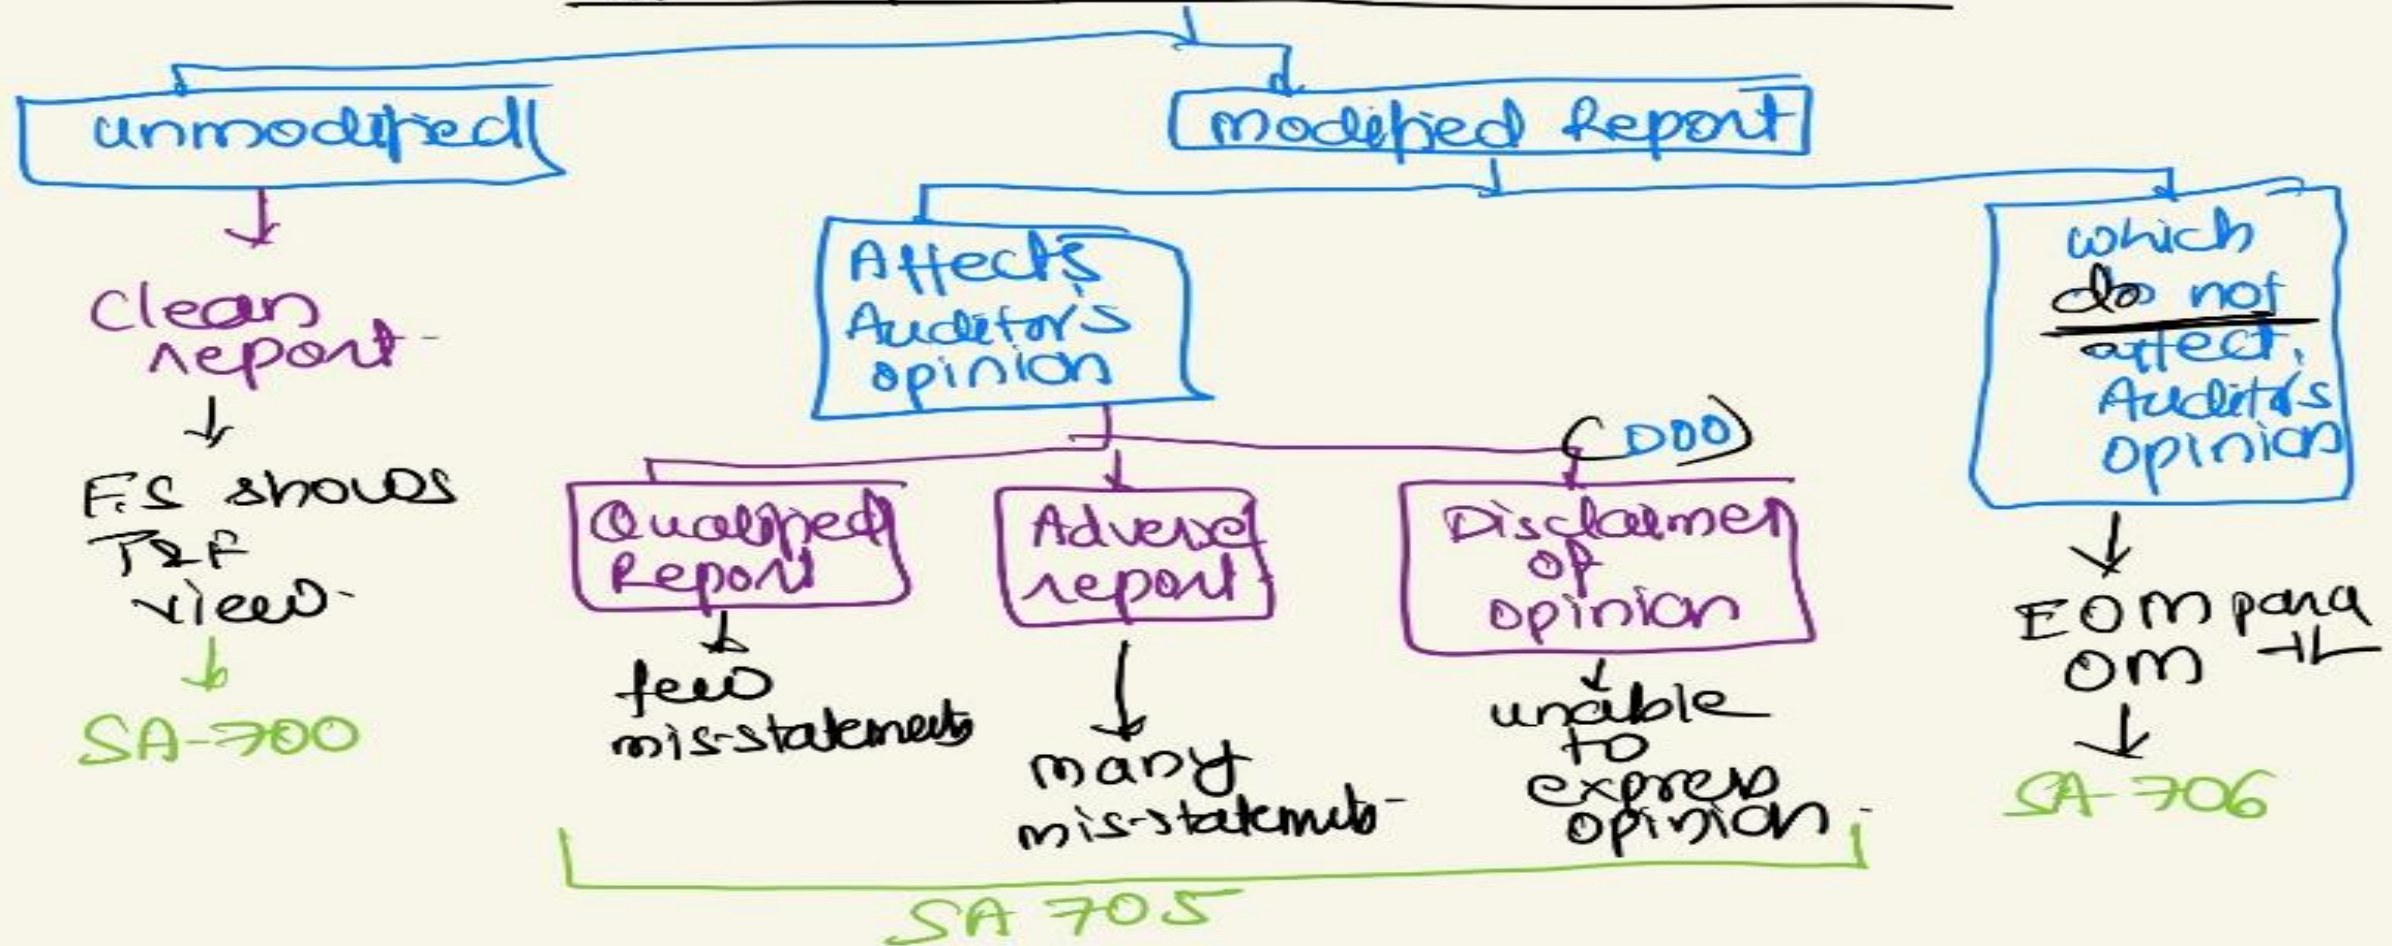 unmodified
modified Report
Clean
report
F.S shows
T&F
view
SA-700
Affects
Auditor's
opinion
which
do not
affect
Auditor's
opinion
(DOO)
Qualified
Report
few
mis-statements
Adverse
report
many
mis-statements
Disclaimer
of
opinion
unable
to
express
opinion
SA 705
EOM para
OM
SA-706